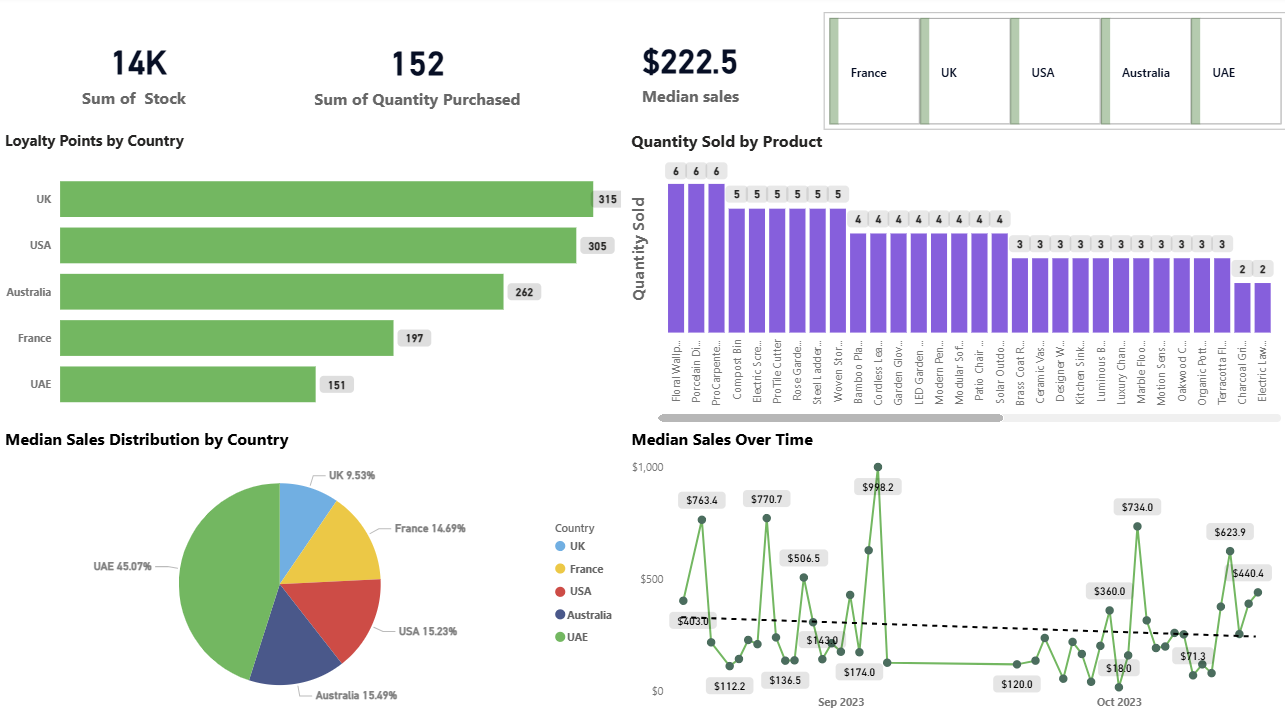 14K
Sum of  Stock
152
Sum of Quantity Purchased
$222.5
Median sales
France
UK
USA
Australia
UAE
Loyalty Points by Country
UK
315
USA
305
Australia
262
France
197
UAE
151
Quantity Sold by Product
Quantity Sold
6 6 6 5 5 5 5 5 5 4 4 4 4 4 4 4 4 3 3 3 3 3 3 3 3 3 3 3 2 2
Floral Wallp...
Porcelain Di...
ProCarpente...
Compost Bin
Electric Scre...
ProTile Cutter
Rose Garde...
Steel Ladder...
Woven Stor...
Bamboo Pla...
Cordless Lea...
Garden Glov...
LED Garden ...
Modern Pen...
Modular Sof...
Patio Chair ...
Solar Outdo...
Brass Coat R...
Ceramic Vas...
Designer W...
Kitchen Sink...
Luminous B...
Luxury Chan...
Marble Floo...
Motion Sens...
Oakwood C...
Organic Pott...
Terracotta Fl...
Charcoal Gri...
Electric Law...
Median Sales Distribution by Country
UK 9.53%
France 14.69%
USA 15.23%
Australia 15.49%
UAE 45.07%
Country
UK
France
USA
Australia
UAE
Median Sales Over Time
$1,000
$500
$0
$403.0
$763.4
$112.2
$770.7
$136.5
$506.5
$143.0
$174.0
$998.2
$120.0
$360.0
$18.0
$734.0
$71.3
$623.9
$440.4
Sep 2023
Oct 2023